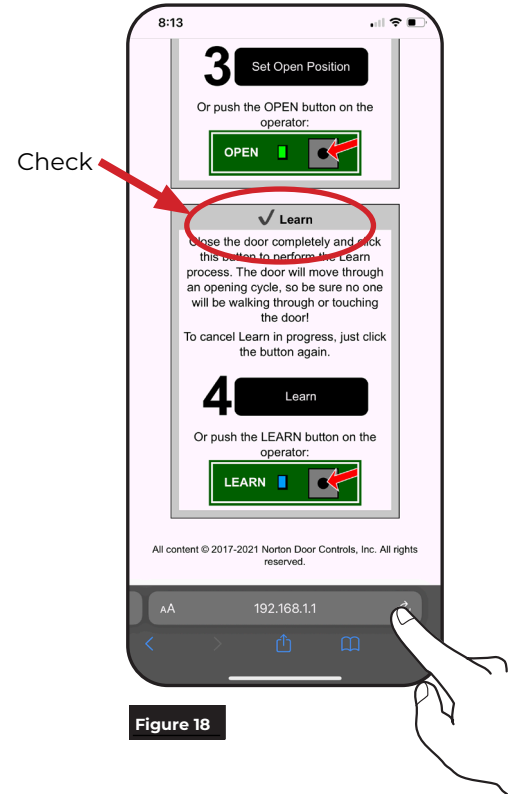 8:13
3
Set Open Position
Or push the OPEN button on the
operator:
OPEN
Check
Learn
Close the door completely and click
this button to perform the Learn
process. The door will move through
an opening cycle, so be sure no one
will be walking through or touching
the door!
To cancel Learn in progress, just click
the button again.
4
Learn
Or push the LEARN button on the
operator:
LEARN
All content © 2017-2021 Norton Door Controls, Inc. All rights
reserved.
AA
192.168.1.1
Figure 18